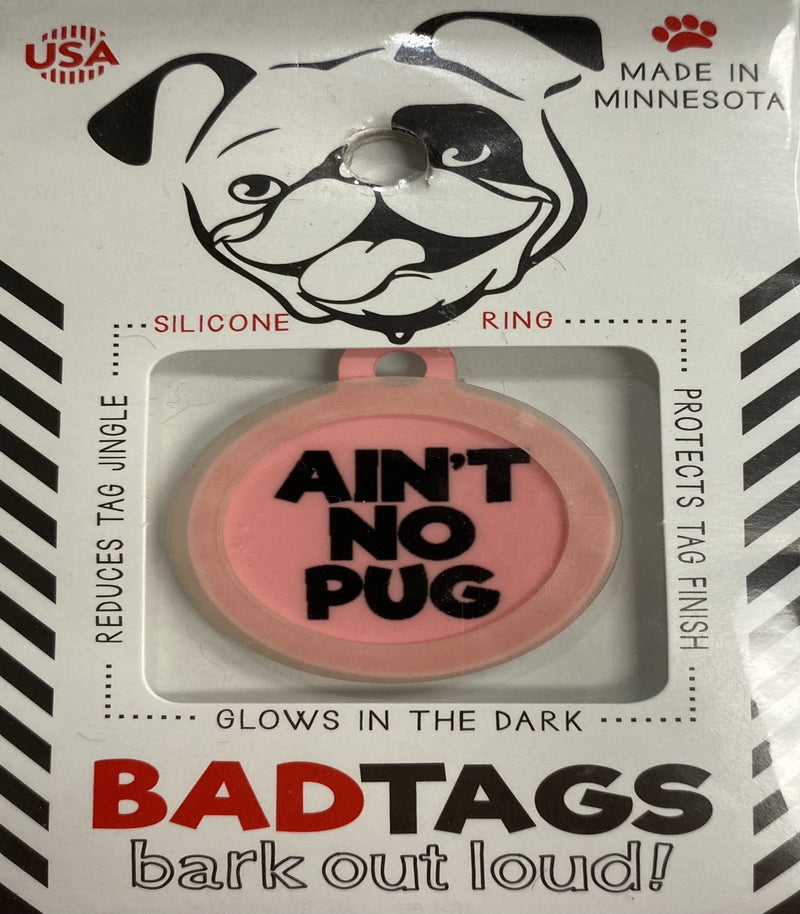 USA
MADE IN
MINNESOTA
SILICONE RING
REDUCES TAG JINGLE
PROTECTS TAG FINISH
AIN'T
NO
PUG
GLOWS IN THE DARK
BADTAGS
bark out loud!